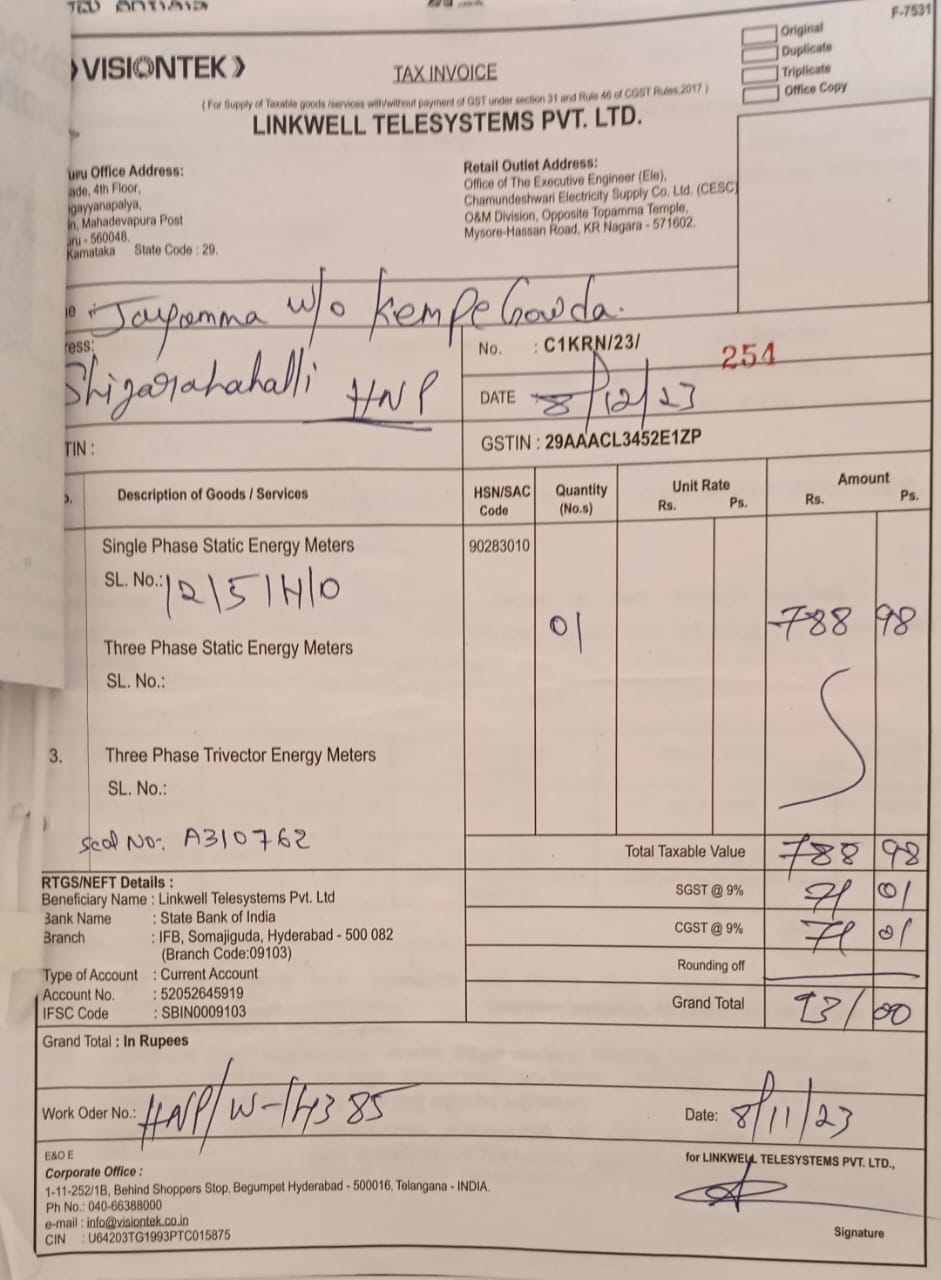 F-7531
Original
Duplicate
Triplicate
Office Copy
VISIONTEK
TAX INVOICE
( For Supply of Taxable goods /services with/without payment of GST under section 31 and Rule 46 of CGST Rules,2017 )
LINKWELL TELESYSTEMS PVT. LTD.
uru Office Address:
ade, 4th Floor,
gayyanapalya,
in, Mahadevapura Post
uru - 560048.
Karnataka State Code : 29.
Retail Outlet Address:
Office of The Executive Engineer (Ele),
Chamundeshwari Electricity Supply Co. Ltd. (CESC)
O&M Division, Opposite Topamma Temple,
Mysore-Hassan Road, KR Nagara - 571602.
Jayamma w/o Kempe Gowda.
ress:
HNP
No. : C1KRN/23/ 254
DATE 8/12/23
TIN :
GSTIN : 29AAACL3452E1ZP
Description of Goods / Services HSN/SAC Code Quantity (No.s) Unit Rate Rs. Ps. Amount Rs. Ps.
Single Phase Static Energy Meters 90283010
SL. No.:
01 788 98
Three Phase Static Energy Meters
SL. No.:
3. Three Phase Trivector Energy Meters
SL. No.:
Seal No:. A310762
Total Taxable Value 788 98
SGST @ 9% 71 01
CGST @ 9% 71 01
Rounding off
Grand Total 931 00
RTGS/NEFT Details :
Beneficiary Name : Linkwell Telesystems Pvt. Ltd
Bank Name : State Bank of India
Branch : IFB, Somajiguda, Hyderabad - 500 082
(Branch Code:09103)
Type of Account : Current Account
Account No. : 52052645919
IFSC Code : SBIN0009103
Grand Total : In Rupees
Work Oder No.: HNP/W-14385 Date: 8/11/23
E&O E
for LINKWELL TELESYSTEMS PVT. LTD.,
Corporate Office :
1-11-252/1B, Behind Shoppers Stop, Begumpet Hyderabad - 500016, Telangana - INDIA.
Ph No.: 040-66388000
e-mail : info@visiontek.co.in
CIN : U64203TG1993PTC015875
Signature